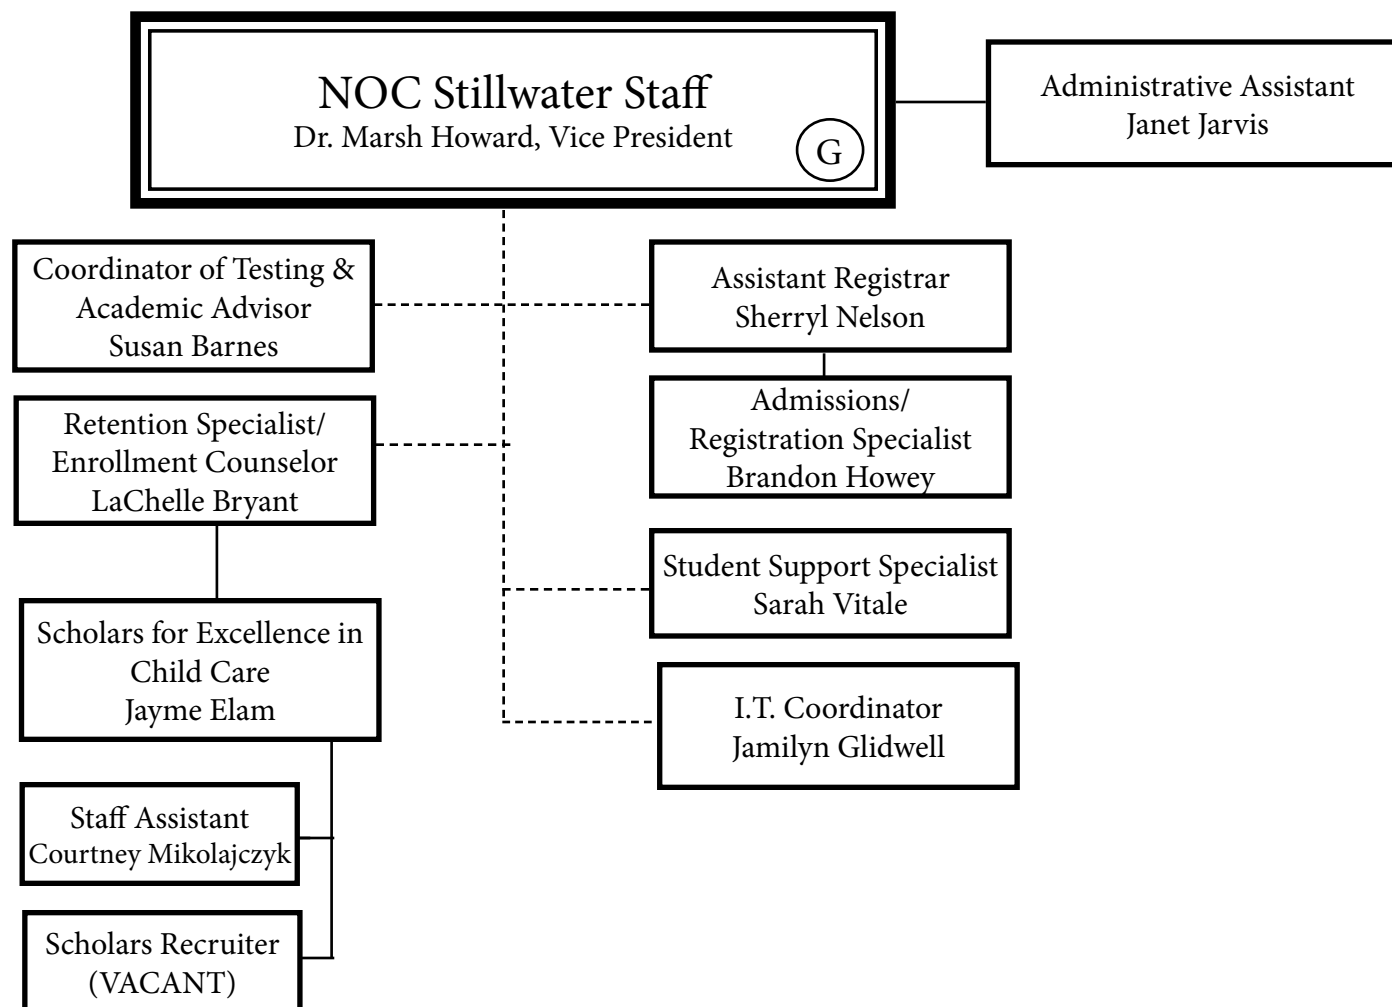 NOC Stillwater Staff
Dr. Marsh Howard, Vice President
G
Administrative Assistant
Janet Jarvis
Coordinator of Testing &
Academic Advisor
Susan Barnes
Assistant Registrar
Sherryl Nelson
Retention Specialist/
Enrollment Counselor
LaChelle Bryant
Admissions/
Registration Specialist
Brandon Howey
Student Support Specialist
Sarah Vitale
Scholars for Excellence in
Child Care
Jayme Elam
I.T. Coordinator
Jamilyn Glidwell
Staff Assistant
Courtney Mikolajczyk
Scholars Recruiter
(VACANT)